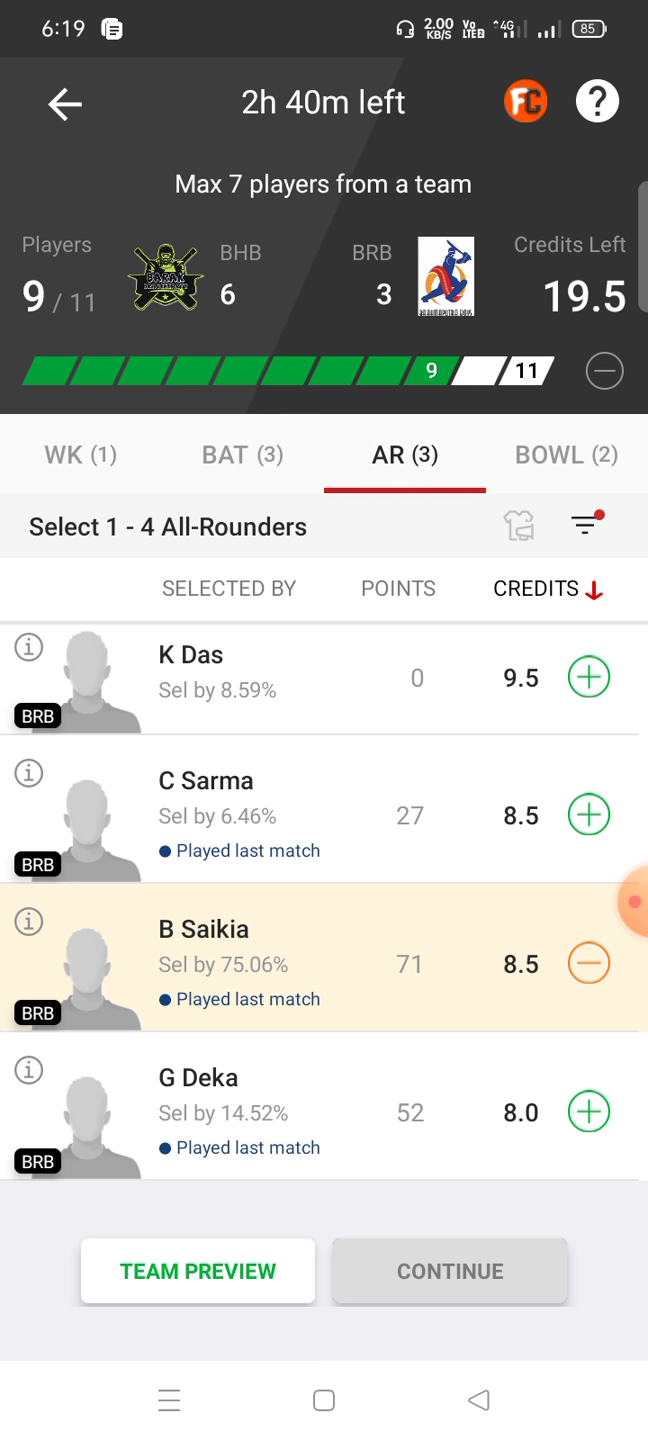 6:19 2.00 KB/S Vo LTE 4G 85
2h 40m left FC ?
Max 7 players from a team
Players BHB BRB Credits Left
9 / 11 BARAK 6 3 19.5
9 11
WK (1) BAT (3) AR (3) BOWL (2)
Select 1 - 4 All-Rounders
SELECTED BY POINTS CREDITS
K Das
Sel by 8.59% 0 9.5
BRB
C Sarma
Sel by 6.46% 27 8.5
Played last match
BRB
B Saikia
Sel by 75.06% 71 8.5
Played last match
BRB
G Deka
Sel by 14.52% 52 8.0
Played last match
BRB
TEAM PREVIEW CONTINUE